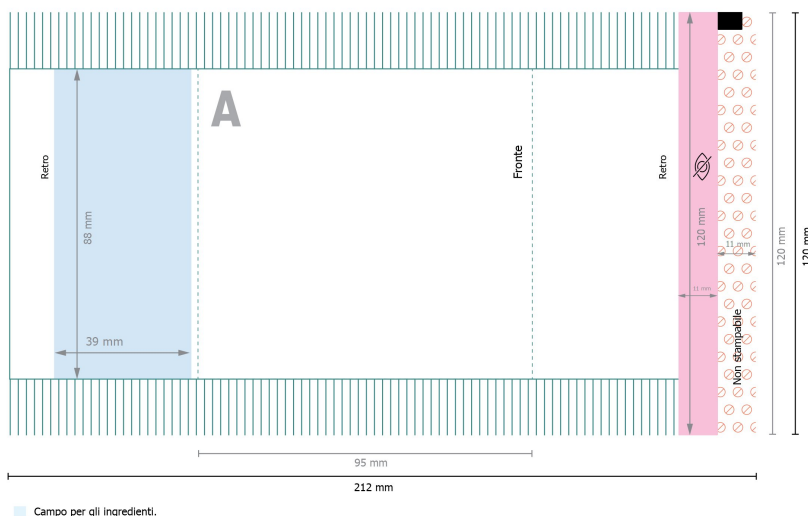 A
Retro
88 mm
39 mm
Fronte
Retro
120 mm
11 mm
11 mm
Non stampabile
120 mm
120 mm
95 mm
212 mm
Campo per gli ingredienti.